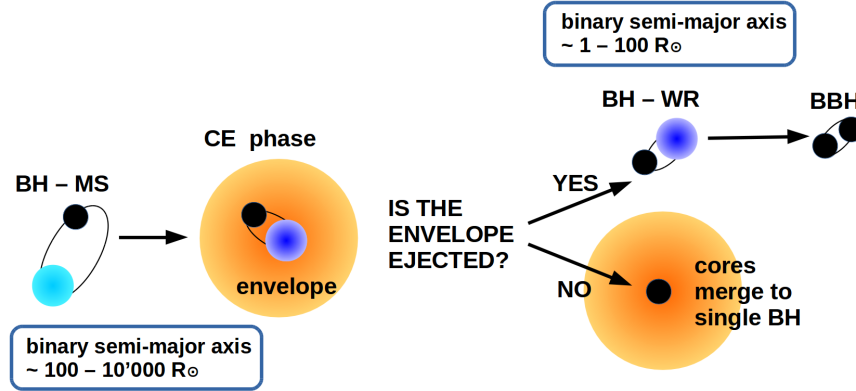 BH – MS
binary semi-major axis
~ 100 – 10'000 R⊙
CE phase
envelope
IS THE
ENVELOPE
EJECTED?
YES
NO
binary semi-major axis
~ 1 – 100 R⊙
BH – WR
BBH
cores
merge to
single BH